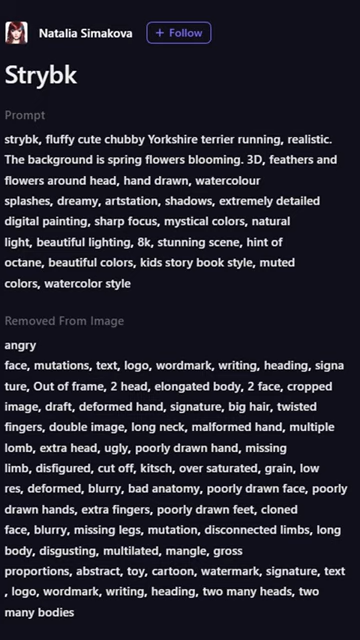 Natalia Simakova
+ Follow
Strybk
Prompt
strybk, fluffy cute chubby Yorkshire terrier running, realistic.
The background is spring flowers blooming. 3D, feathers and
flowers around head, hand drawn, watercolour
splashes, dreamy, artstation, shadows, extremely detailed
digital painting, sharp focus, mystical colors, natural
light, beautiful lighting, 8k, stunning scene, hint of
octane, beautiful colors, kids story book style, muted
colors, watercolor style
Removed From Image
angry
face, mutations, text, logo, wordmark, writing, heading, signa
ture, Out of frame, 2 head, elongated body, 2 face, cropped
image, draft, deformed hand, signature, big hair, twisted
fingers, double image, long neck, malformed hand, multiple
lomb, extra head, ugly, poorly drawn hand, missing
limb, disfigured, cut off, kitsch, over saturated, grain, low
res, deformed, blurry, bad anatomy, poorly drawn face, poorly
drawn hands, extra fingers, poorly drawn feet, cloned
face, blurry, missing legs, mutation, disconnected limbs, long
body, disgusting, multilated, mangle, gross
proportions, abstract, toy, cartoon, watermark, signature, text
, logo, wordmark, writing, heading, two many heads, two
many bodies